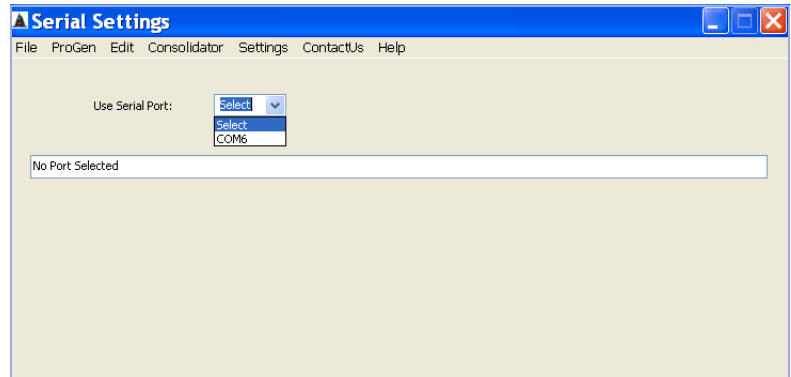 Serial Settings
File ProGen Edit Consolidator Settings ContactUs Help
Use Serial Port: Select
Select
COM6
No Port Selected